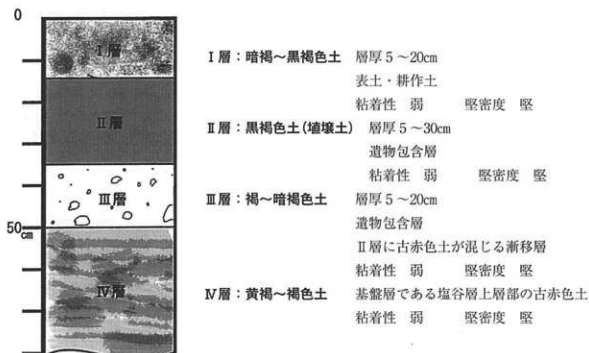 0
50cm
Ⅰ層
Ⅱ層
Ⅲ層
Ⅳ層
Ⅰ層：暗褐～黒褐色土　層厚5～20cm
表土・耕作土
粘着性　弱　　堅密度　堅
Ⅱ層：黒褐色土(埴壌土)　層厚5～30cm
遺物包含層
粘着性　弱　　堅密度　堅
Ⅲ層：褐～暗褐色土　層厚5～20cm
遺物包含層
Ⅱ層に古赤色土が混じる漸移層
粘着性　弱　　堅密度　堅
Ⅳ層：黄褐～褐色土　基盤層である塩谷層上層部の古赤色土
粘着性　弱　　堅密度　堅